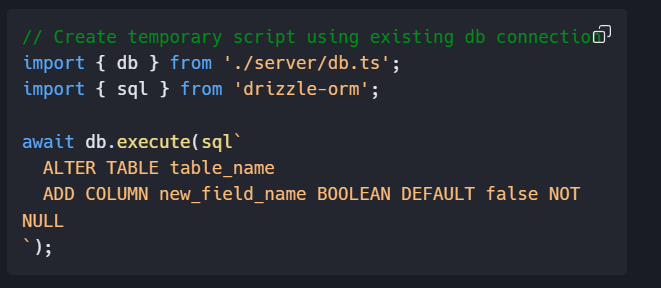 // Create temporary script using existing db connection
import { db } from './server/db.ts';
import { sql } from 'drizzle-orm';
await db.execute(sql`
ALTER TABLE table_name
ADD COLUMN new_field_name BOOLEAN DEFAULT false NOT
NULL
`);